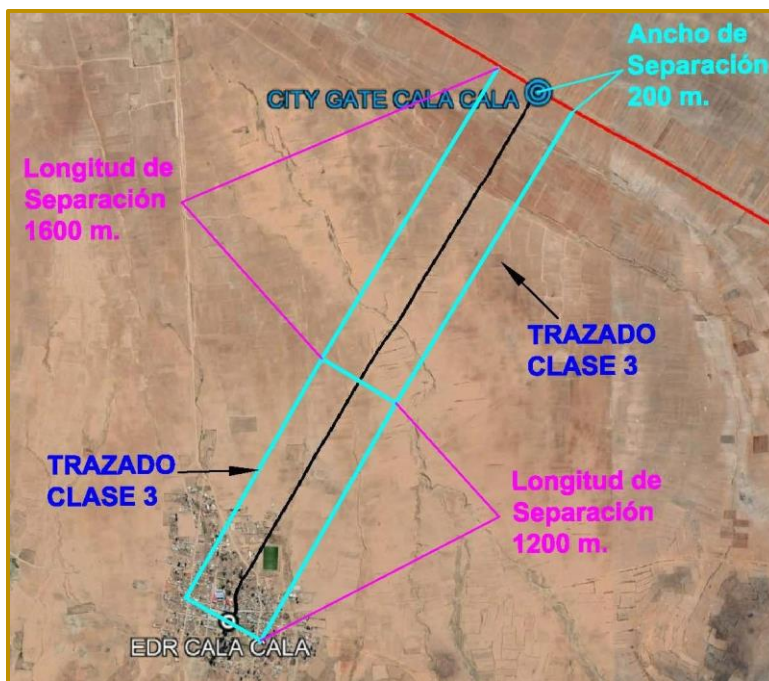 Ancho de
Separación
200 m.
CITY GATE CALA CALA
Longitud de
Separación
1600 m.
TRAZADO
CLASE 3
TRAZADO
CLASE 3
Longitud de
Separación
1200 m.
EDR CALA CALA